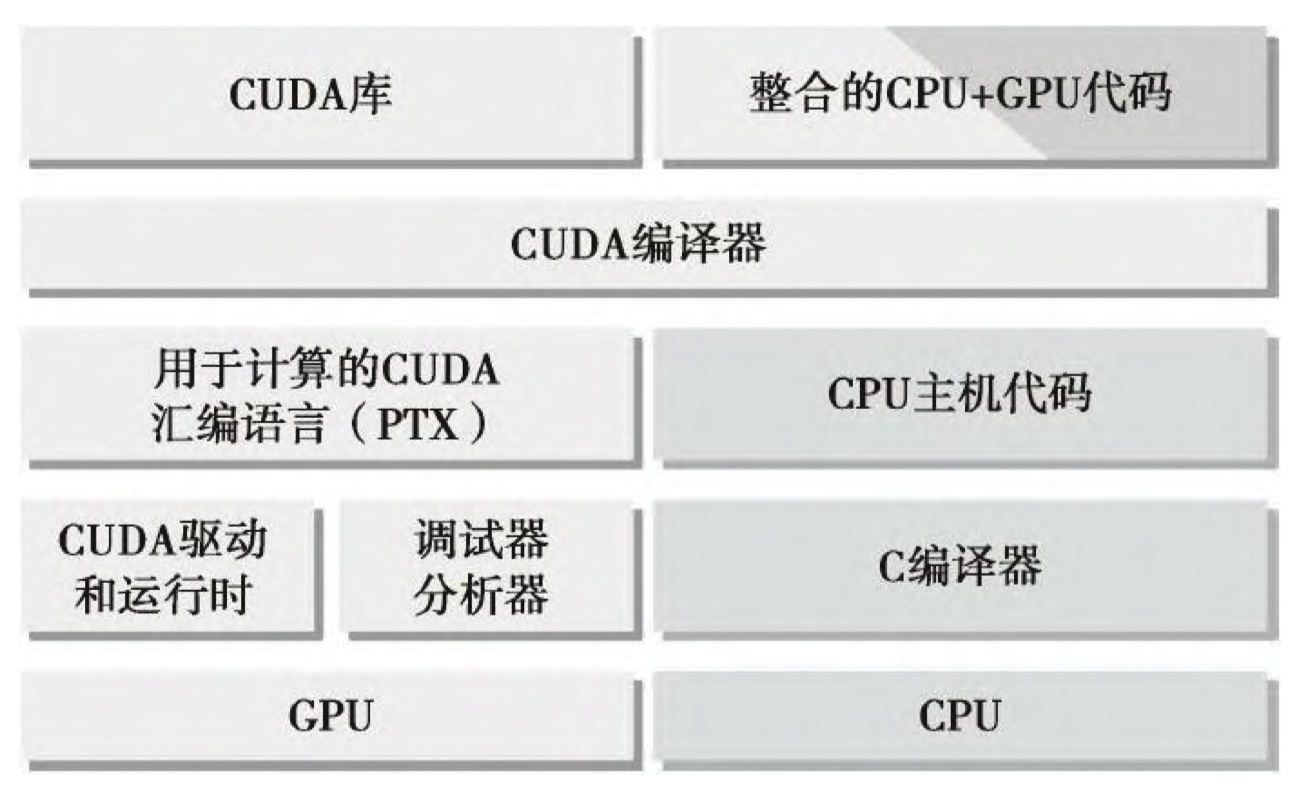 CUDA库
整合的CPU+GPU代码
CUDA编译器
用于计算的CUDA
汇编语言（PTX）
CPU主机代码
CUDA驱动
和运行时
调试器
分析器
C编译器
GPU
CPU